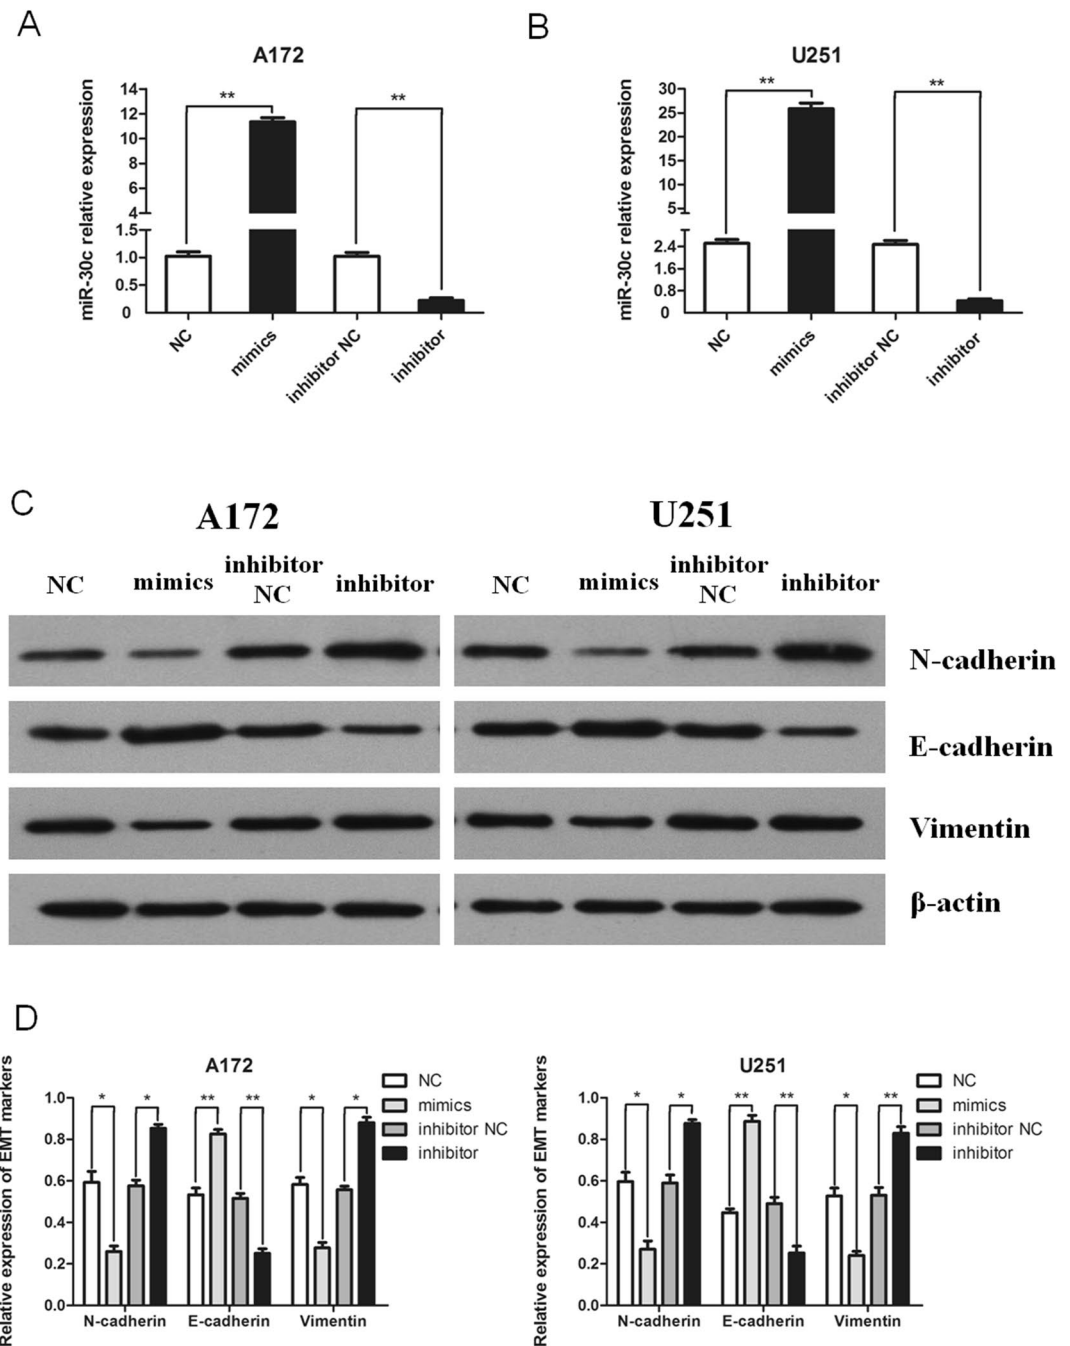 A
B
A172
U251
miR-30c relative expression
14
12
10
8
6
4
1.5
1.0
0.5
0
**
**
NC
mimics
inhibitor NC
inhibitor
miR-30c relative expression
30
25
20
15
10
5
2.4
1.6
0.8
0
**
**
NC
mimics
inhibitor NC
inhibitor
C
A172
U251
NC
mimics
inhibitor
NC
inhibitor
NC
mimics
inhibitor
NC
inhibitor
N-cadherin
E-cadherin
Vimentin
β-actin
D
A172
Relative expression of EMT markers
1.0
0.8
0.6
0.4
0.2
0.0
* * ** ** * *
N-cadherin E-cadherin Vimentin
NC
mimics
inhibitor NC
inhibitor
U251
Relative expression of EMT markers
1.0
0.8
0.6
0.4
0.2
0.0
* * ** ** * **
N-cadherin E-cadherin Vimentin
NC
mimics
inhibitor NC
inhibitor